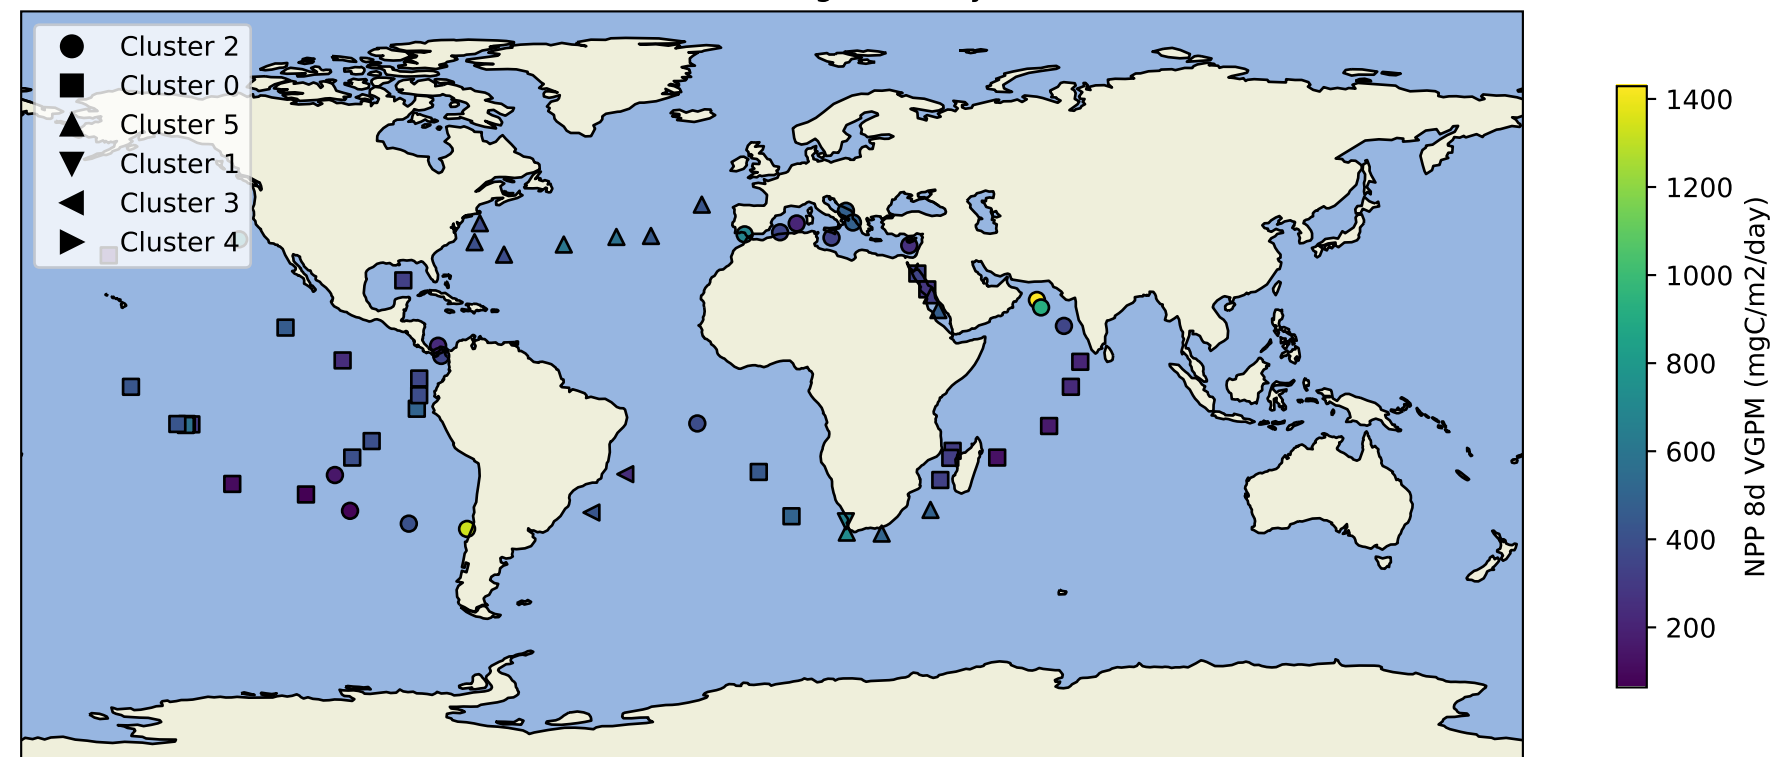 Cluster 2
Cluster 0
Cluster 5
Cluster 1
Cluster 3
Cluster 4
1400
1200
1000
800
600
400
200
NPP 8d VGPM (mgC/m2/day)